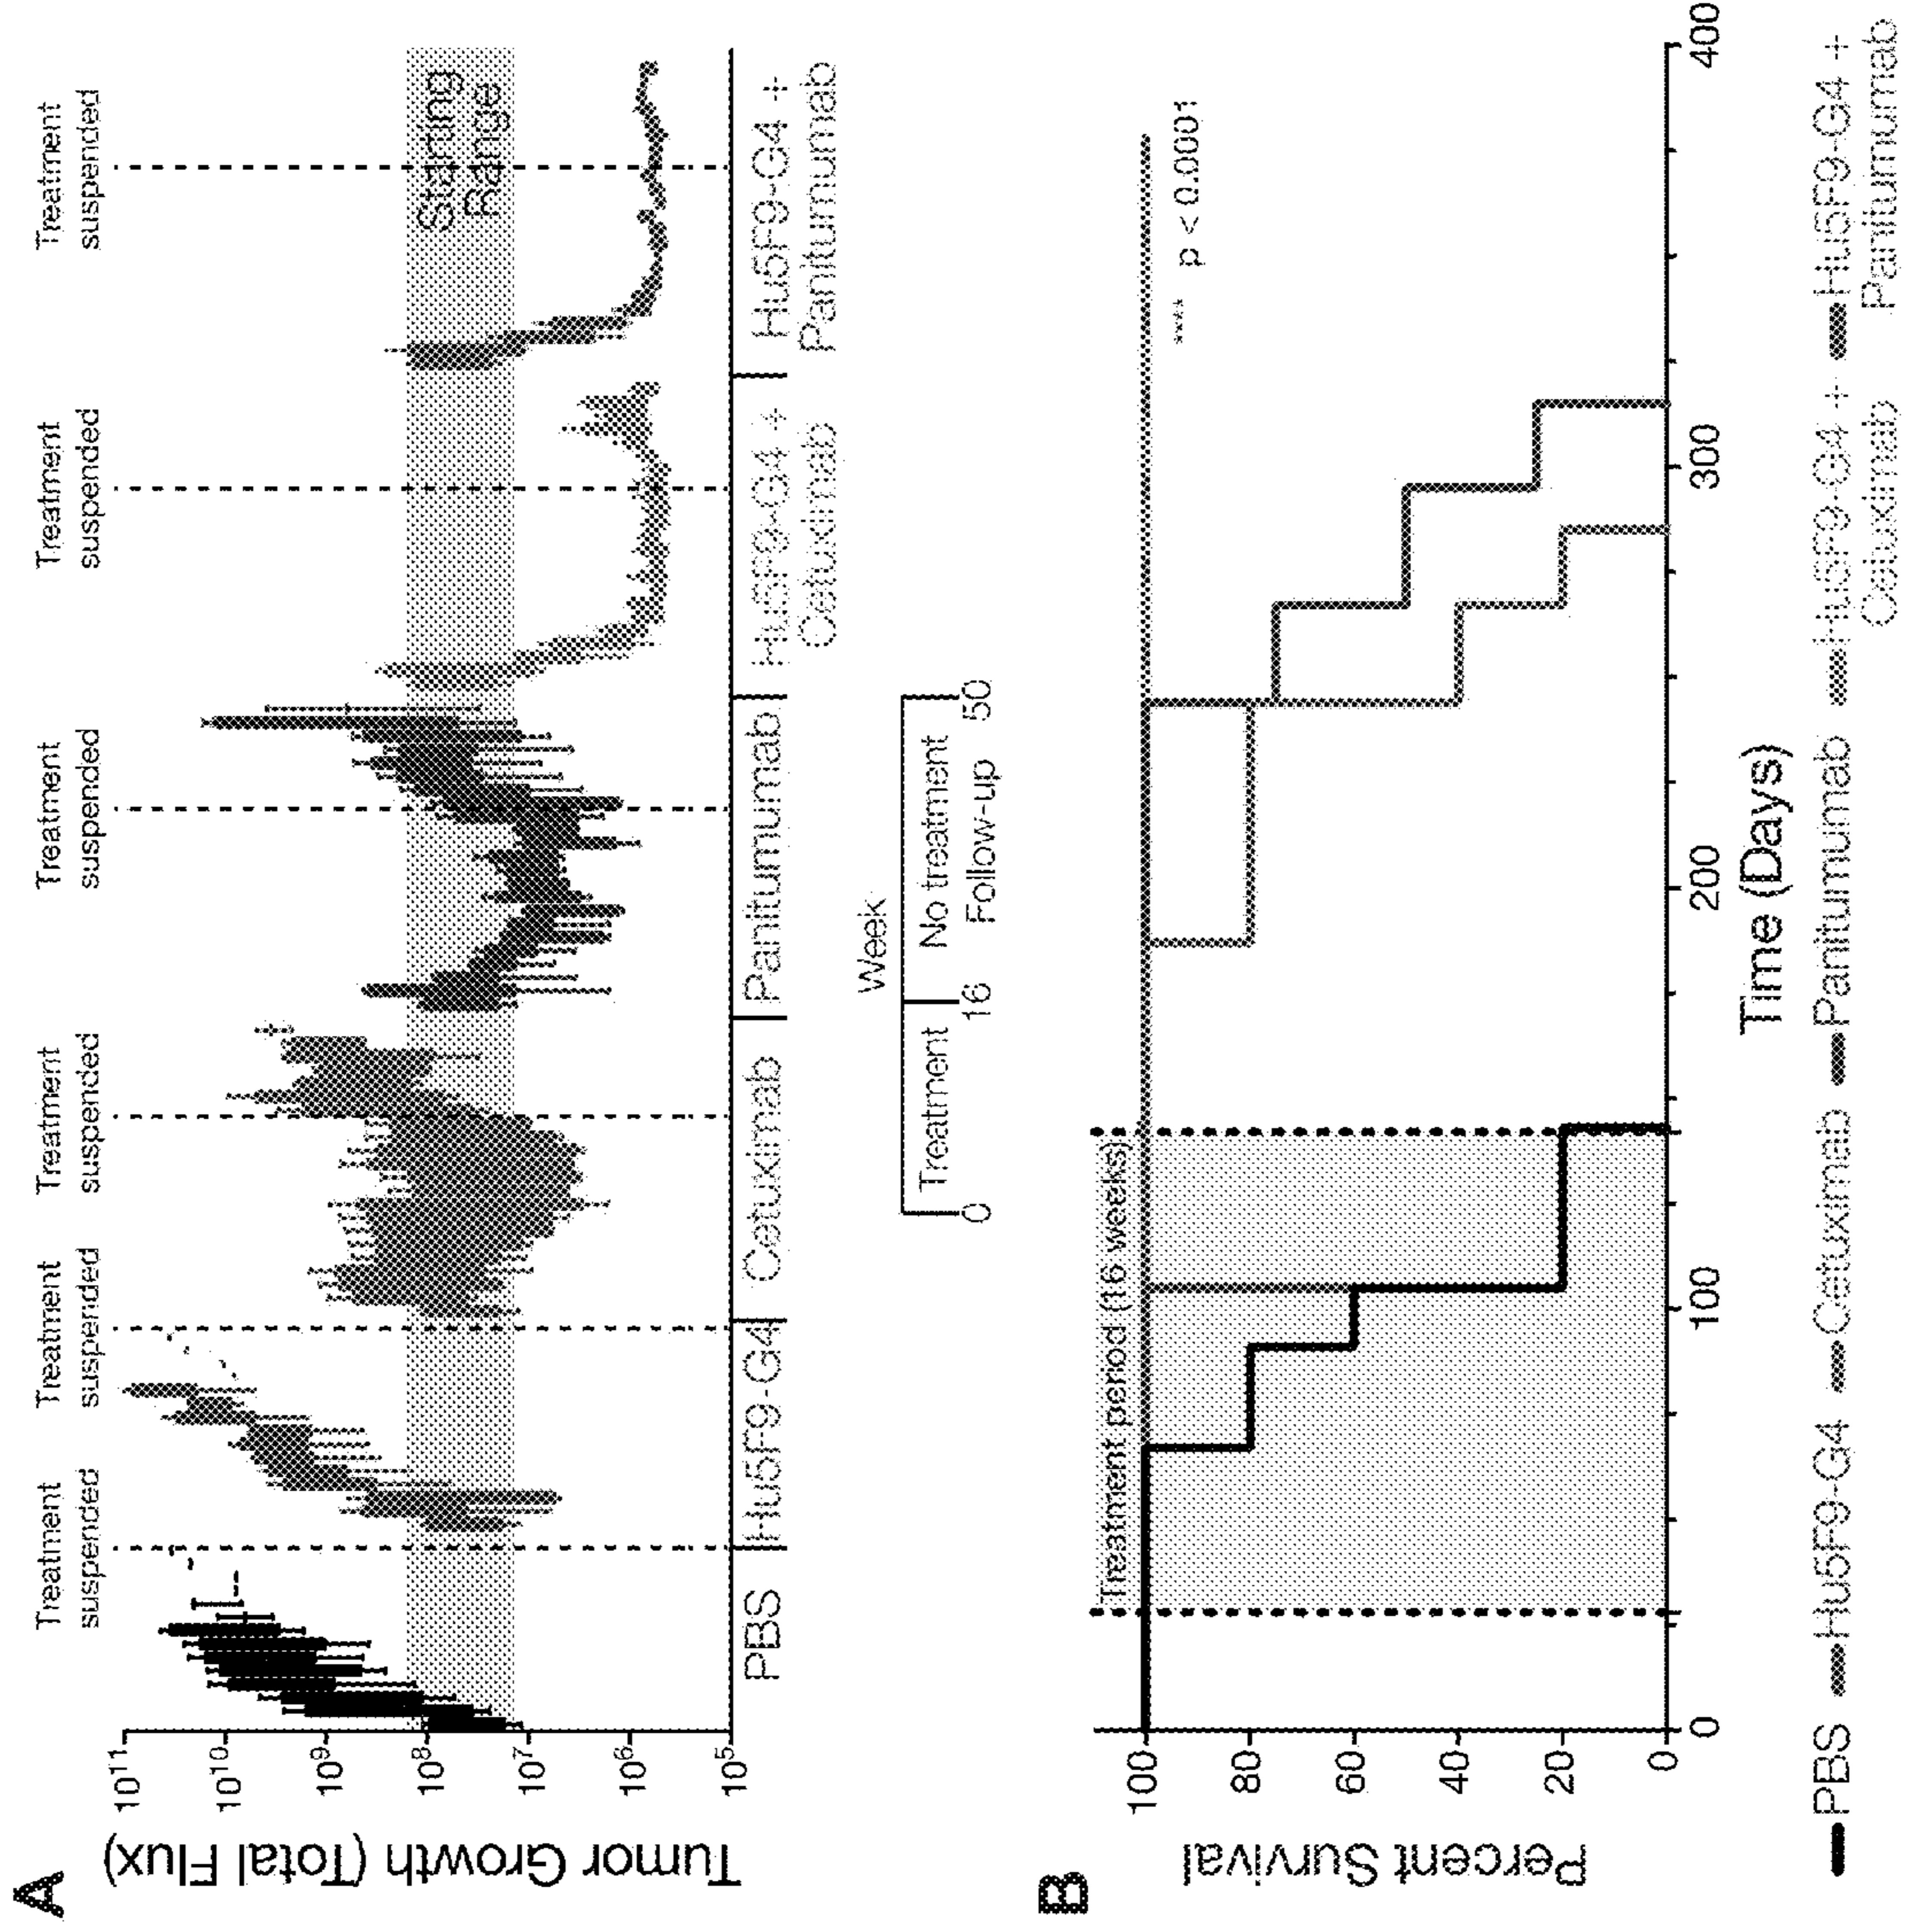 A
Treatment
suspended
Treatment
suspended
Treatment
suspended
Treatment
suspended
Treatment
suspended
Treatment
suspended
Tumor Growth (Total Flux)
10¹¹
10¹⁰
10⁹
10⁸
10⁷
10⁶
10⁵
Starting
Range
PBS
Hu5F9-G4
Cetuximab
Panitumumab
Hu5F9-G4 +
Cetuximab
Hu5F9-G4 +
Panitumumab
Week
Treatment
No treatment
Follow-up
0
16
50
B
Treatment period (16 weeks)
Percent Survival
100
80
60
40
20
0
**** p < 0.0001
0
100
200
300
400
Time (Days)
PBS
Hu5F9-G4
Cetuximab
Panitumumab
Hu5F9-G4 +
Cetuximab
Hu5F9-G4 +
Panitumumab